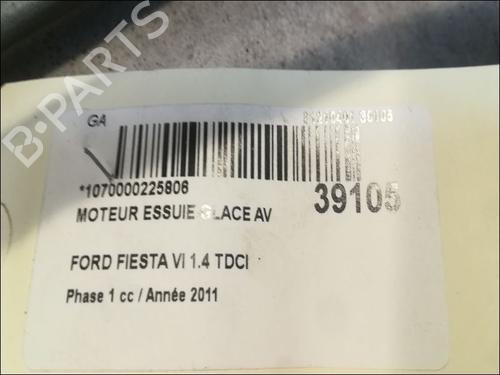 B-PARTS
GA
*1070000225806
39105
MOTEUR ESSUIE GLACE AV
FORD FIESTA VI 1.4 TDCI
Phase 1 cc / Année 2011